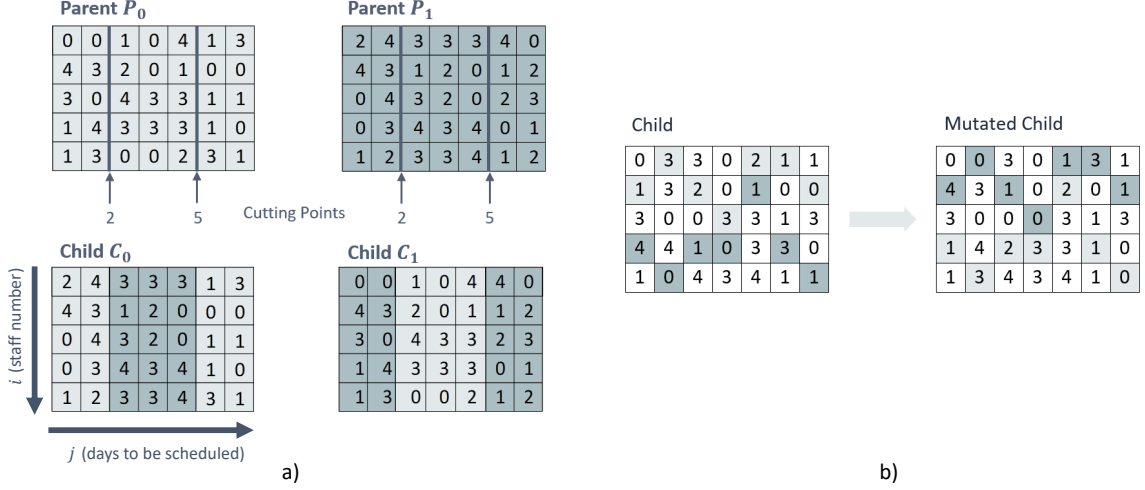 Parent P₀
0 0 1 0 4 1 3
4 3 2 0 1 0 0
3 0 4 3 3 1 1
1 4 3 3 3 1 0
1 3 0 0 2 3 1
Parent P₁
2 4 3 3 3 4 0
4 3 1 2 0 1 2
0 4 3 2 0 2 3
0 3 4 3 4 0 1
1 2 3 3 4 1 2
2 5 Cutting Points 2 5
Child C₀
2 4 3 3 3 1 3
4 3 1 2 0 0 0
0 4 3 2 0 1 1
0 3 4 3 4 1 0
1 2 3 3 4 3 1
i (staff number)
j (days to be scheduled)
Child C₁
0 0 1 0 4 4 0
4 3 2 0 1 1 2
3 0 4 3 3 2 3
1 4 3 3 3 0 1
1 3 0 0 2 1 2
a)
Child
0 3 3 0 2 1 1
1 3 2 0 1 0 0
3 0 0 3 3 1 3
4 4 1 0 3 3 0
1 0 4 3 4 1 1
Mutated Child
0 0 3 0 1 3 1
4 3 1 0 2 0 1
3 0 0 0 3 1 3
1 4 2 3 3 1 0
1 3 4 3 4 1 0
b)